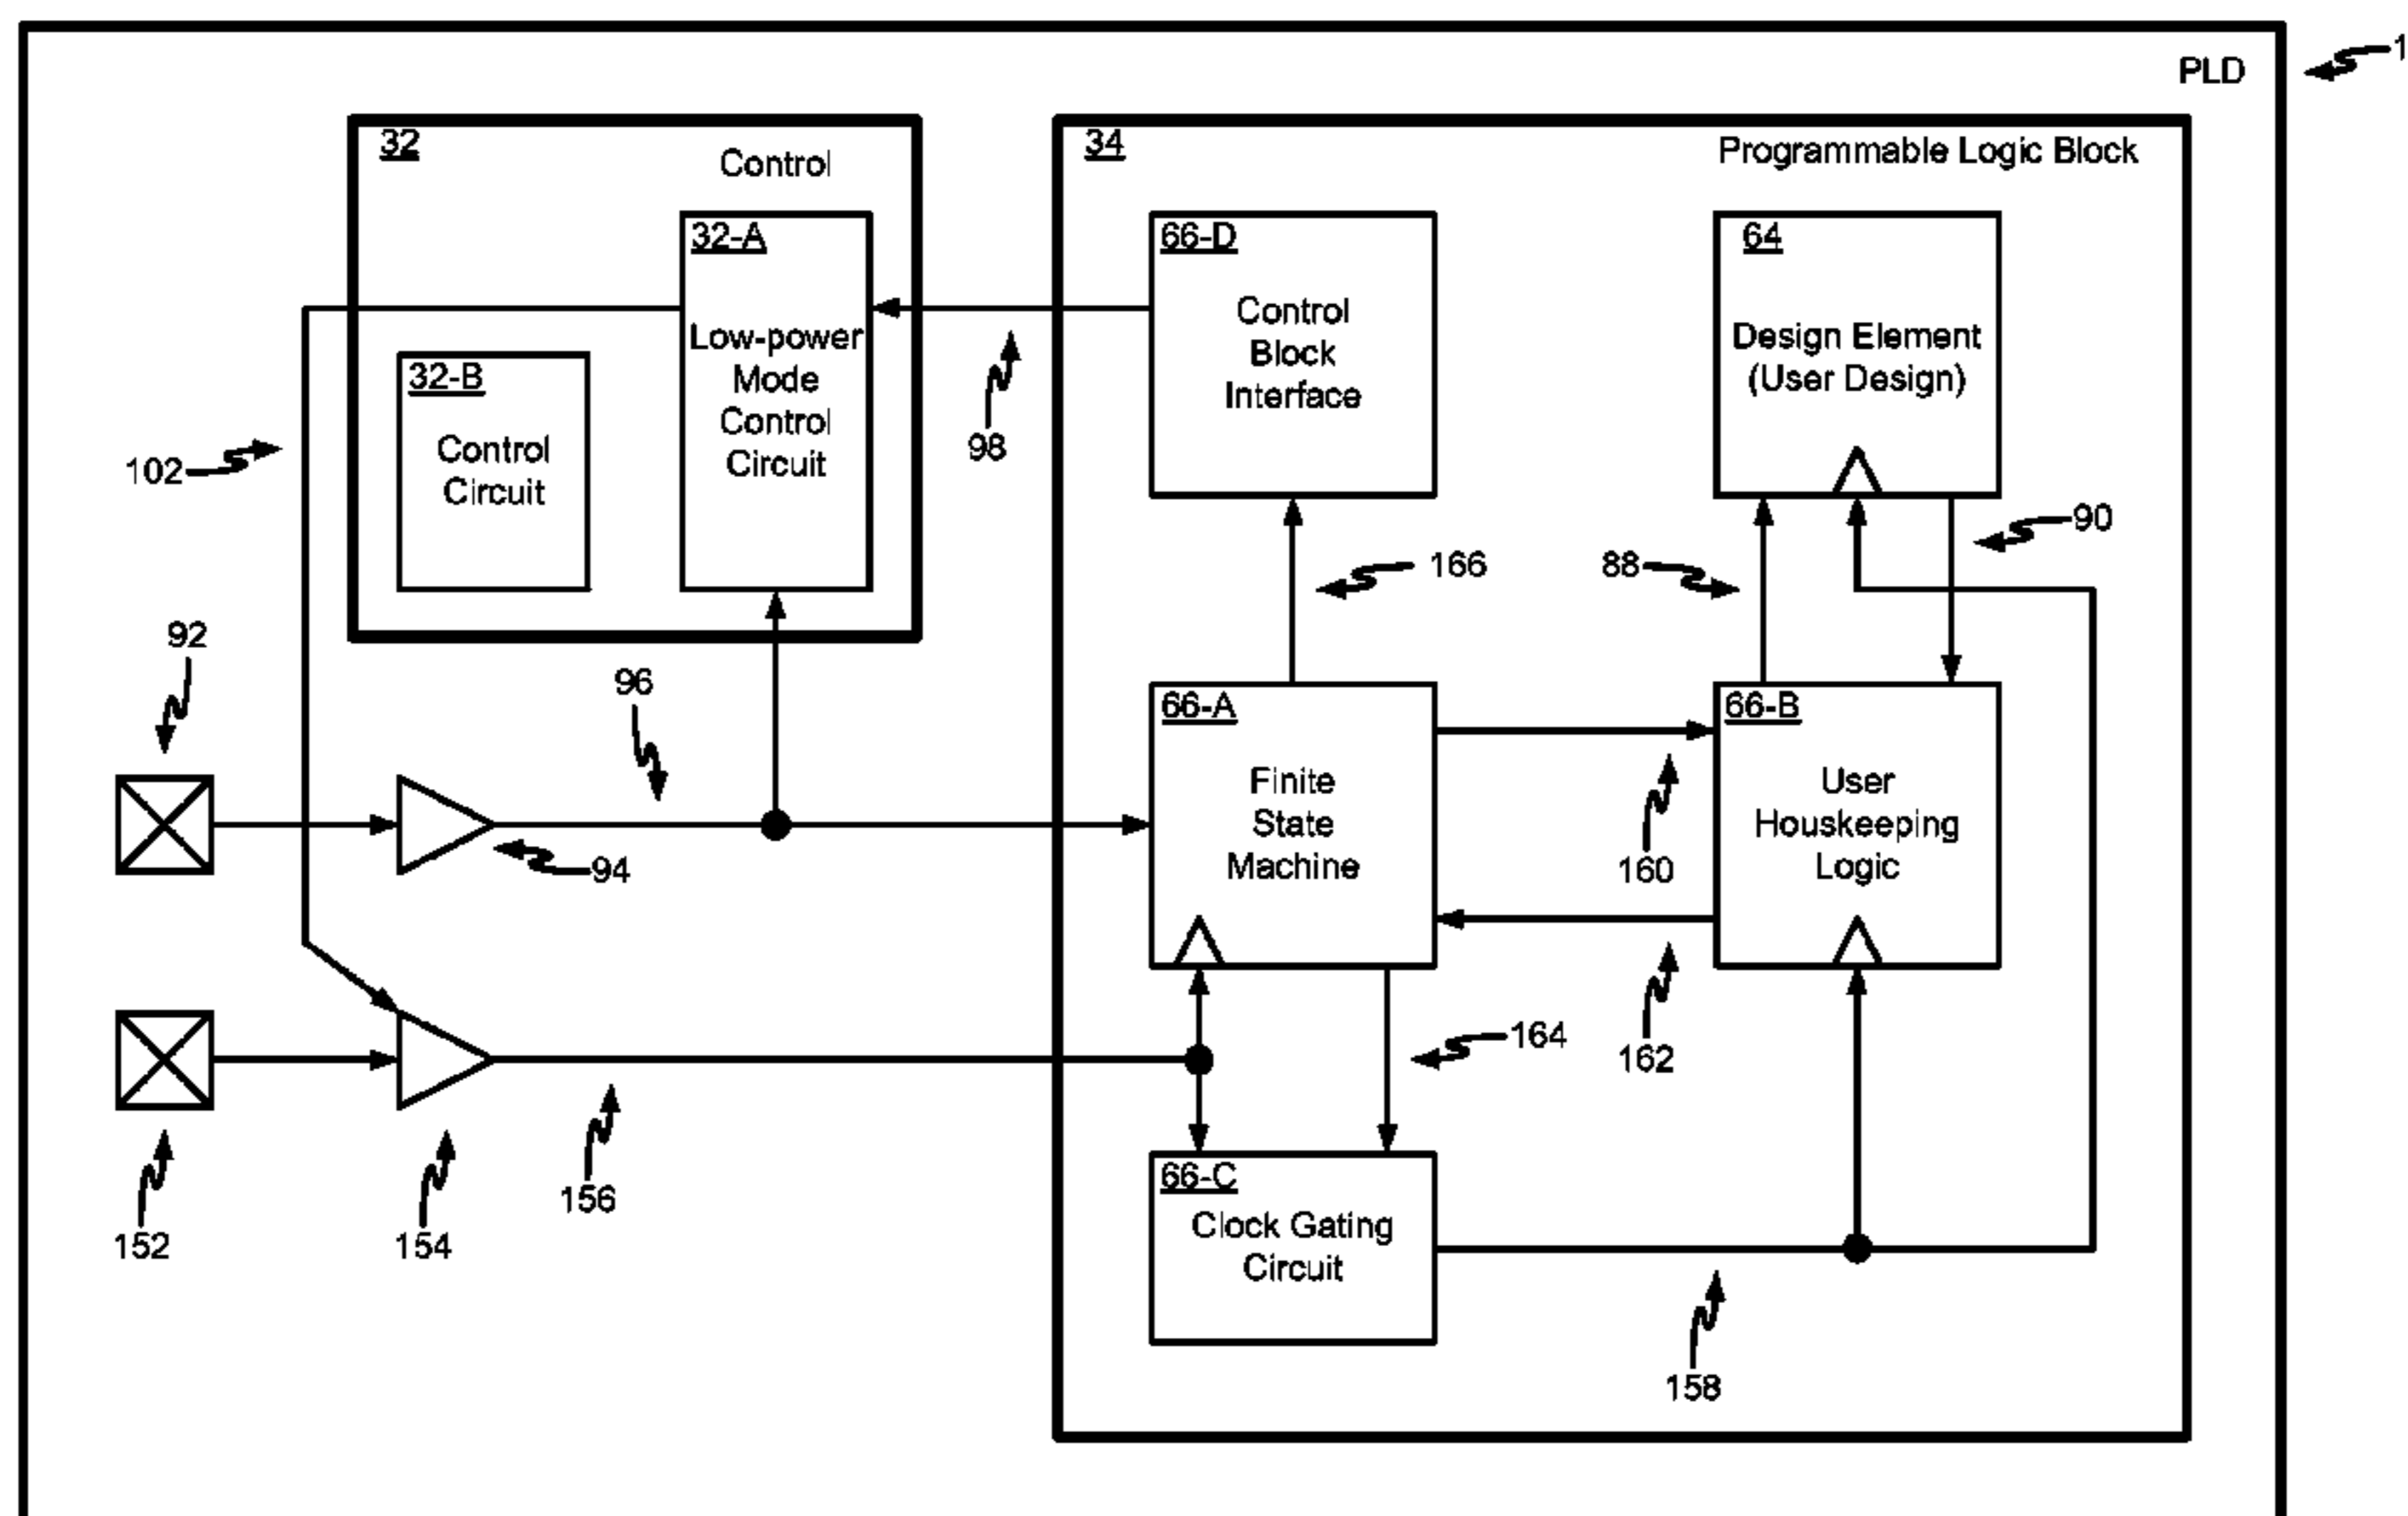 1
PLD
32
Control
34
Programmable Logic Block
32-A
Low-power
Mode
Control
Circuit
32-B
Control
Circuit
66-D
Control
Block
Interface
64
Design Element
(User Design)
102
98
90
166
88
92
96
66-A
Finite
State
Machine
66-B
User
Houskeeping
Logic
94
160
162
164
152
154
156
66-C
Clock Gating
Circuit
158